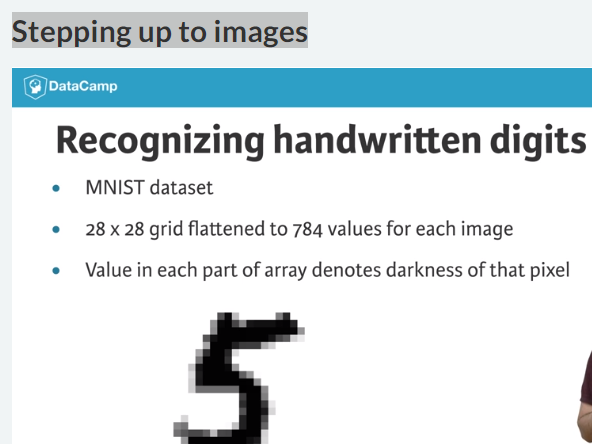 Stepping up to images
DataCamp
Recognizing handwritten digits
MNIST dataset
28 x 28 grid flattened to 784 values for each image
Value in each part of array denotes darkness of that pixel
5